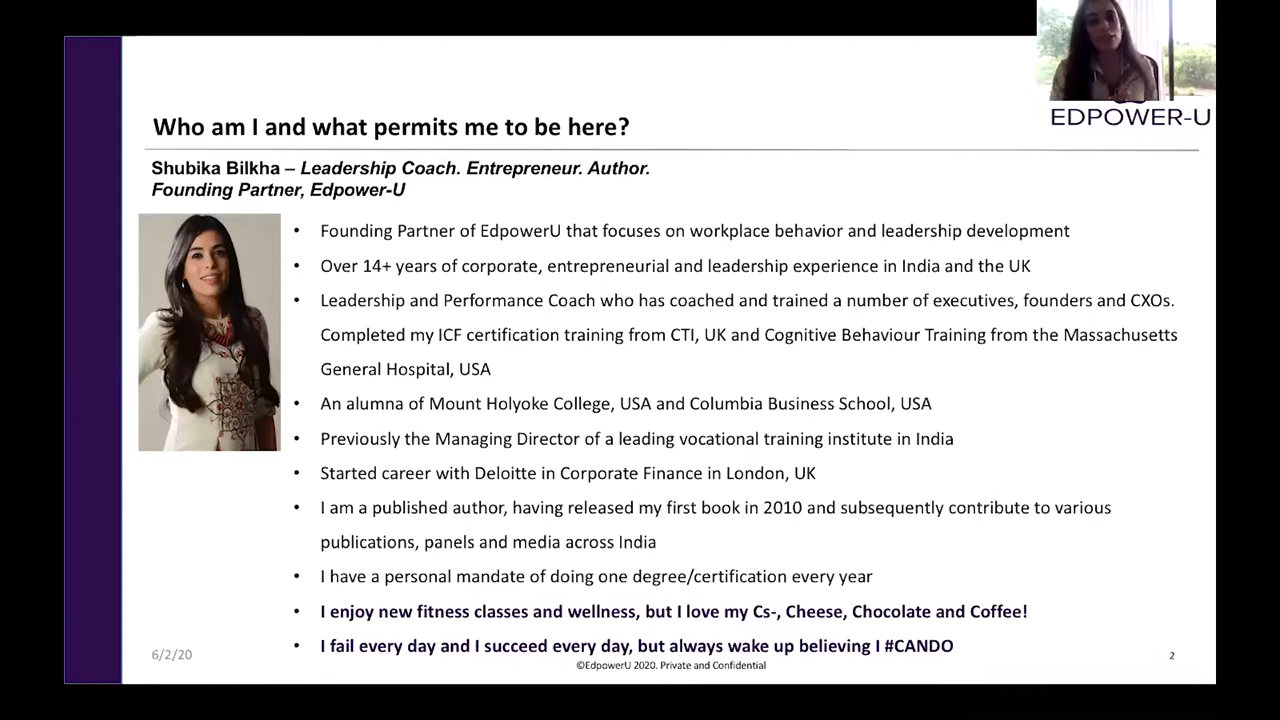 EDPOWER-U
Who am I and what permits me to be here?
Shubika Bilkha – Leadership Coach. Entrepreneur. Author.
Founding Partner, Edpower-U
• Founding Partner of EdpowerU that focuses on workplace behavior and leadership development
• Over 14+ years of corporate, entrepreneurial and leadership experience in India and the UK
• Leadership and Performance Coach who has coached and trained a number of executives, founders and CXOs.
Completed my ICF certification training from CTI, UK and Cognitive Behaviour Training from the Massachusetts
General Hospital, USA
• An alumna of Mount Holyoke College, USA and Columbia Business School, USA
• Previously the Managing Director of a leading vocational training institute in India
• Started career with Deloitte in Corporate Finance in London, UK
• I am a published author, having released my first book in 2010 and subsequently contribute to various
publications, panels and media across India
• I have a personal mandate of doing one degree/certification every year
• I enjoy new fitness classes and wellness, but I love my Cs-, Cheese, Chocolate and Coffee!
• I fail every day and I succeed every day, but always wake up believing I #CANDO
6/2/20
©EdpowerU 2020. Private and Confidential
2